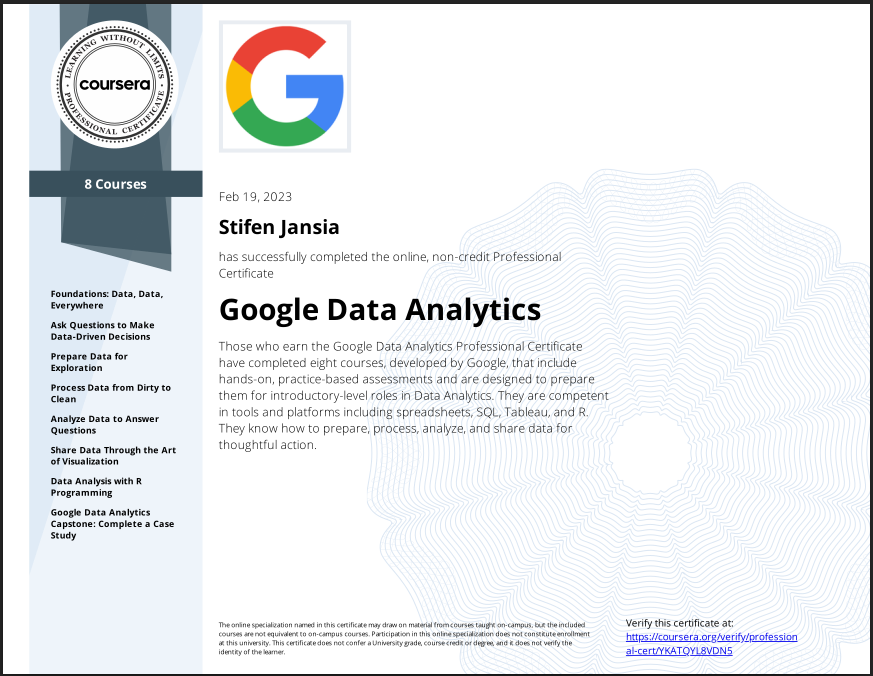 LEARNING WITHOUT LIMITS
coursera
PROFESSIONAL CERTIFICATE
8 Courses
Foundations: Data, Data,
Everywhere
Ask Questions to Make
Data-Driven Decisions
Prepare Data for
Exploration
Process Data from Dirty to
Clean
Analyze Data to Answer
Questions
Share Data Through the Art
of Visualization
Data Analysis with R
Programming
Google Data Analytics
Capstone: Complete a Case
Study
G
Feb 19, 2023
Stifen Jansia
has successfully completed the online, non-credit Professional
Certificate
Google Data Analytics
Those who earn the Google Data Analytics Professional Certificate
have completed eight courses, developed by Google, that include
hands-on, practice-based assessments and are designed to prepare
them for introductory-level roles in Data Analytics. They are competent
in tools and platforms including spreadsheets, SQL, Tableau, and R.
They know how to prepare, process, analyze, and share data for
thoughtful action.
The online specialization named in this certificate may draw on material from courses taught on-campus, but the included
courses are not equivalent to on-campus courses. Participation in this online specialization does not constitute enrollment
at this university. This certificate does not confer a University grade, course credit or degree, and it does not verify the
identity of the learner.
Verify this certificate at:
https://coursera.org/verify/profession
al-cert/YKATQYL8VDN5